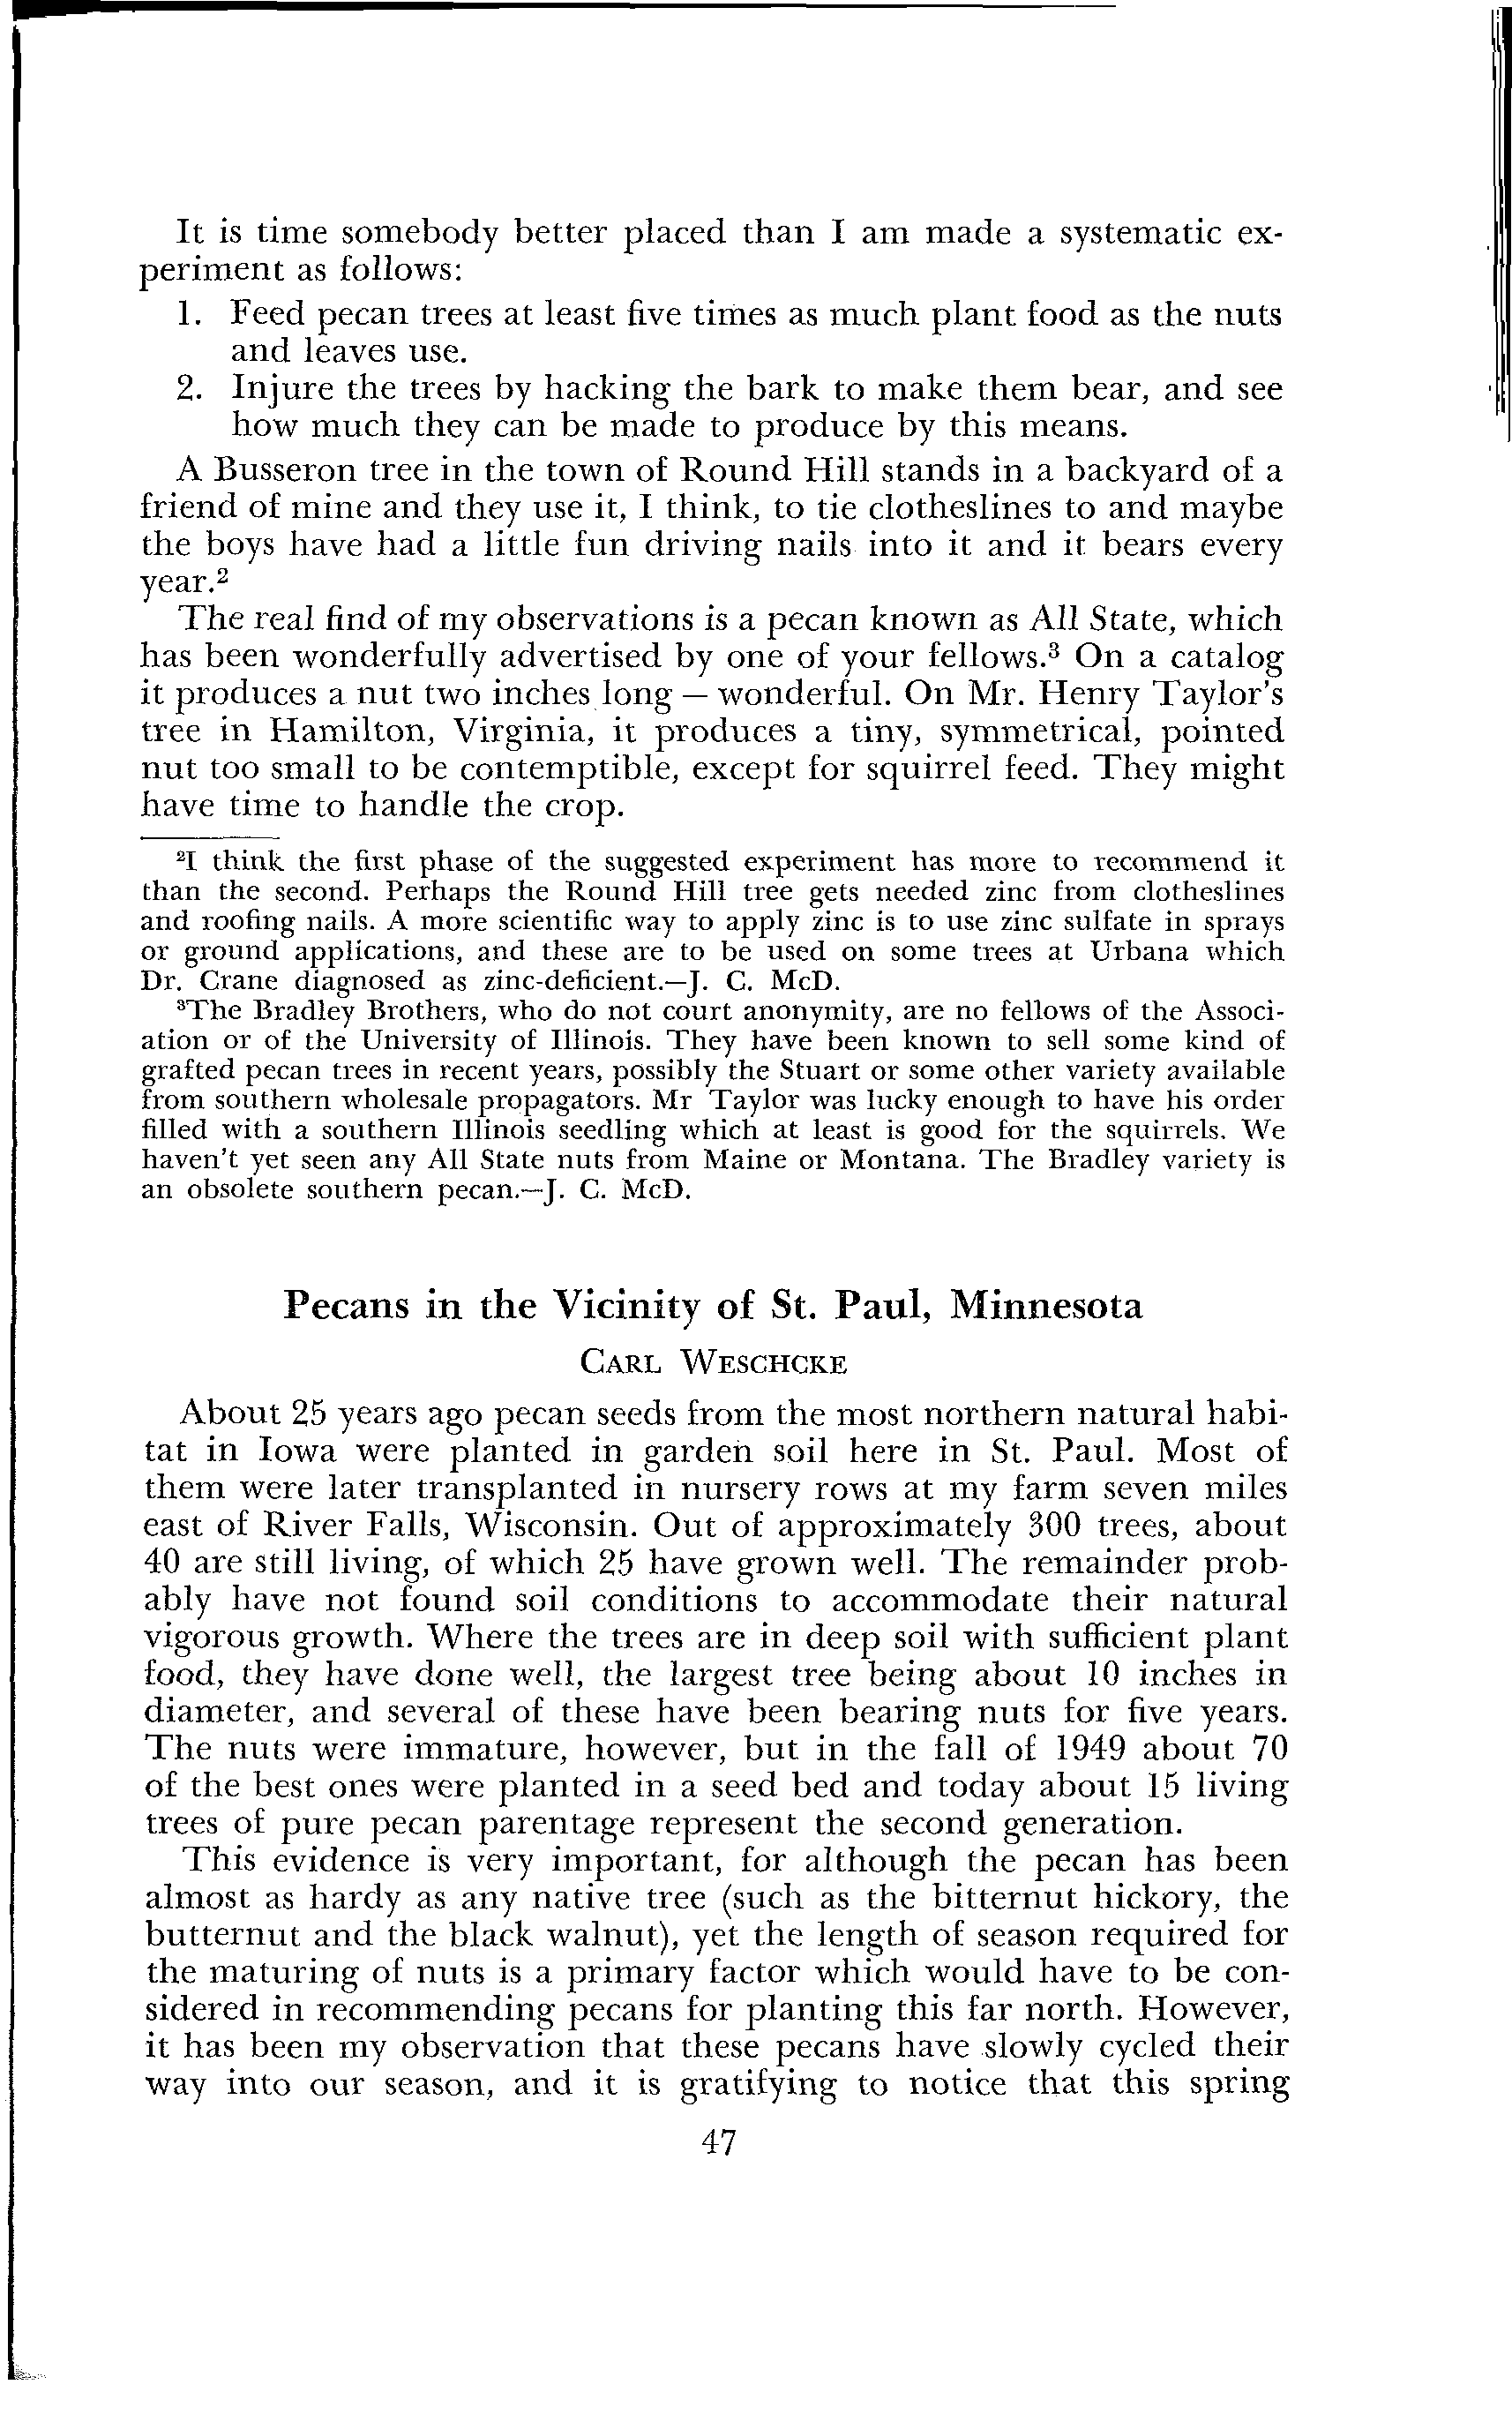 It is time somebody better placed than I am made a systematic ex-
periment as follows:
1. Feed pecan trees at least five times as much plant food as the nuts
and leaves use.
2. Injure the trees by hacking the bark to make them bear, and see
how much they can be made to produce by this means.
A Busseron tree in the town of Round Hill stands in a backyard of a
friend of mine and they use it, I think, to tie clotheslines to and maybe
the boys have had a little fun driving nails into it and it bears every
year.²
The real find of my observations is a pecan known as All State, which
has been wonderfully advertised by one of your fellows.³ On a catalog
it produces a nut two inches long — wonderful. On Mr. Henry Taylor's
tree in Hamilton, Virginia, it produces a tiny, symmetrical, pointed
nut too small to be contemptible, except for squirrel feed. They might
have time to handle the crop.
²I think the first phase of the suggested experiment has more to recommend it
than the second. Perhaps the Round Hill tree gets needed zinc from clotheslines
and roofing nails. A more scientific way to apply zinc is to use zinc sulfate in sprays
or ground applications, and these are to be used on some trees at Urbana which
Dr. Crane diagnosed as zinc-deficient.—J. C. McD.
³The Bradley Brothers, who do not court anonymity, are no fellows of the Associ-
ation or of the University of Illinois. They have been known to sell some kind of
grafted pecan trees in recent years, possibly the Stuart or some other variety available
from southern wholesale propagators. Mr Taylor was lucky enough to have his order
filled with a southern Illinois seedling which at least is good for the squirrels. We
haven't yet seen any All State nuts from Maine or Montana. The Bradley variety is
an obsolete southern pecan.—J. C. McD.
Pecans in the Vicinity of St. Paul, Minnesota
CARL WESCHCKE
About 25 years ago pecan seeds from the most northern natural habi-
tat in Iowa were planted in garden soil here in St. Paul. Most of
them were later transplanted in nursery rows at my farm seven miles
east of River Falls, Wisconsin. Out of approximately 300 trees, about
40 are still living, of which 25 have grown well. The remainder prob-
ably have not found soil conditions to accommodate their natural
vigorous growth. Where the trees are in deep soil with sufficient plant
food, they have done well, the largest tree being about 10 inches in
diameter, and several of these have been bearing nuts for five years.
The nuts were immature, however, but in the fall of 1949 about 70
of the best ones were planted in a seed bed and today about 15 living
trees of pure pecan parentage represent the second generation.
This evidence is very important, for although the pecan has been
almost as hardy as any native tree (such as the bitternut hickory, the
butternut and the black walnut), yet the length of season required for
the maturing of nuts is a primary factor which would have to be con-
sidered in recommending pecans for planting this far north. However,
it has been my observation that these pecans have slowly cycled their
way into our season, and it is gratifying to notice that this spring
47